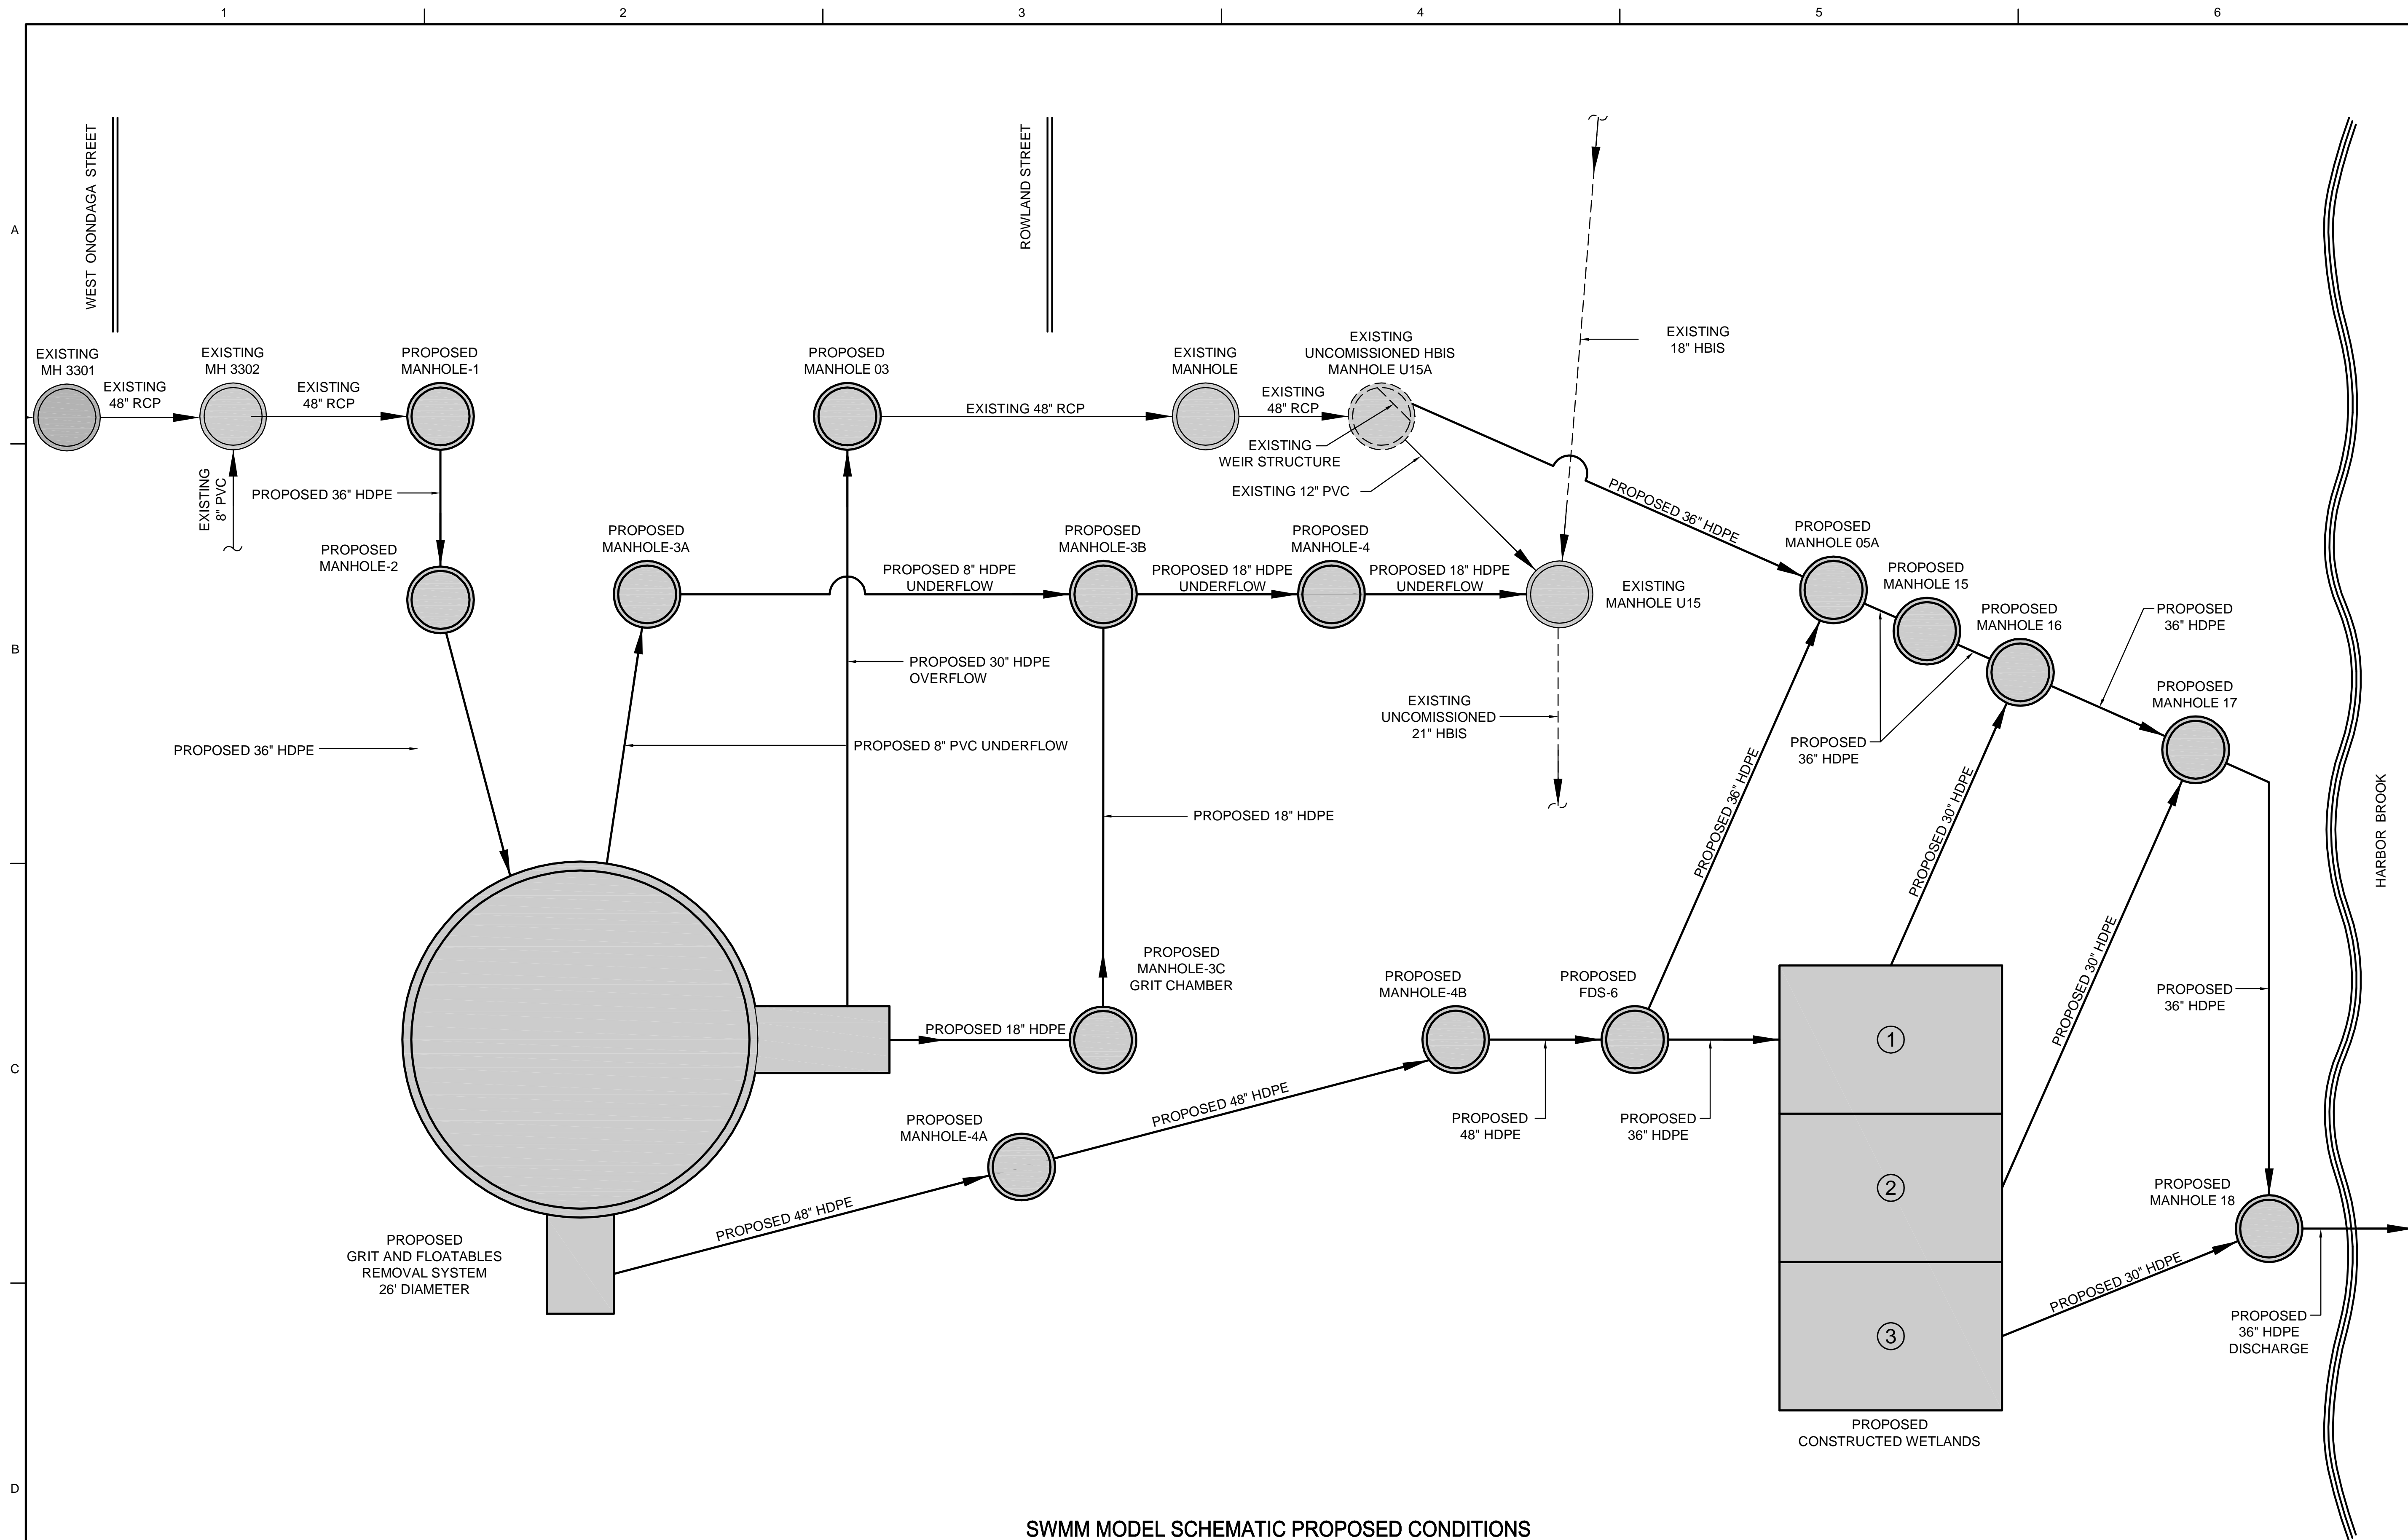 1
2
3
4
5
6
A
B
C
D
WEST ONONDAGA STREET
ROWLAND STREET
HARBOR BROOK
EXISTING
MH 3301
EXISTING
48" RCP
EXISTING
MH 3302
EXISTING
48" RCP
PROPOSED
MANHOLE-1
EXISTING
8" PVC
PROPOSED 36" HDPE
PROPOSED
MANHOLE-2
PROPOSED 36" HDPE
PROPOSED
MANHOLE-3A
PROPOSED
MANHOLE 03
EXISTING 48" RCP
EXISTING
MANHOLE
EXISTING
48" RCP
EXISTING
UNCOMISSIONED HBIS
MANHOLE U15A
EXISTING
WEIR STRUCTURE
EXISTING 12" PVC
EXISTING
18" HBIS
PROPOSED 36" HDPE
PROPOSED 8" HDPE
UNDERFLOW
PROPOSED
MANHOLE-3B
PROPOSED 18" HDPE
UNDERFLOW
PROPOSED
MANHOLE-4
PROPOSED 18" HDPE
UNDERFLOW
EXISTING
MANHOLE U15
PROPOSED
MANHOLE 05A
PROPOSED
MANHOLE 15
PROPOSED
MANHOLE 16
PROPOSED
36" HDPE
PROPOSED
MANHOLE 17
PROPOSED 30" HDPE
OVERFLOW
PROPOSED 8" PVC UNDERFLOW
EXISTING
UNCOMISSIONED
21" HBIS
PROPOSED
36" HDPE
PROPOSED 18" HDPE
PROPOSED 36" HDPE
PROPOSED 30" HDPE
PROPOSED 30" HDPE
PROPOSED
MANHOLE-3C
GRIT CHAMBER
PROPOSED 18" HDPE
PROPOSED
MANHOLE-4B
PROPOSED
FDS-6
PROPOSED
36" HDPE
1
2
3
PROPOSED
48" HDPE
PROPOSED
36" HDPE
PROPOSED
MANHOLE-4A
PROPOSED 48" HDPE
PROPOSED 48" HDPE
PROPOSED
MANHOLE 18
PROPOSED 30" HDPE
PROPOSED
36" HDPE
DISCHARGE
PROPOSED
GRIT AND FLOATABLES
REMOVAL SYSTEM
26' DIAMETER
PROPOSED
CONSTRUCTED WETLANDS
SWMM MODEL SCHEMATIC PROPOSED CONDITIONS